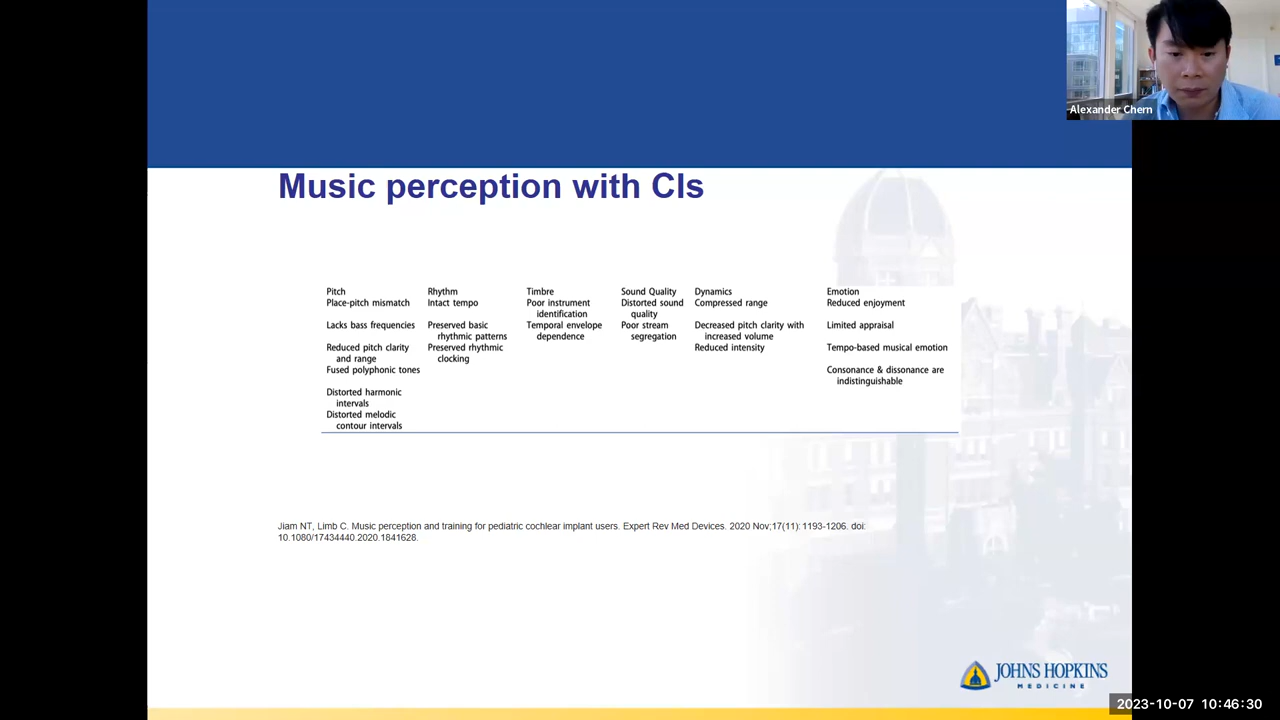 Alexander Chern
Music perception with CIs
Pitch
Place-pitch mismatch
Lacks bass frequencies
Reduced pitch clarity
and range
Fused polyphonic tones
Distorted harmonic
intervals
Distorted melodic
contour intervals
Rhythm
Intact tempo
Preserved basic
rhythmic patterns
Preserved rhythmic
clocking
Timbre
Poor instrument
identification
Temporal envelope
dependence
Sound Quality
Distorted sound
quality
Poor stream
segregation
Dynamics
Compressed range
Decreased pitch clarity with
increased volume
Reduced intensity
Emotion
Reduced enjoyment
Limited appraisal
Tempo-based musical emotion
Consonance & dissonance are
indistinguishable
Jiam NT, Limb C. Music perception and training for pediatric cochlear implant users. Expert Rev Med Devices. 2020 Nov;17(11): 1193-1206. doi:
10.1080/17434440.2020.1841628.
JOHNS HOPKINS
MEDICINE
2023-10-07 10:46:30